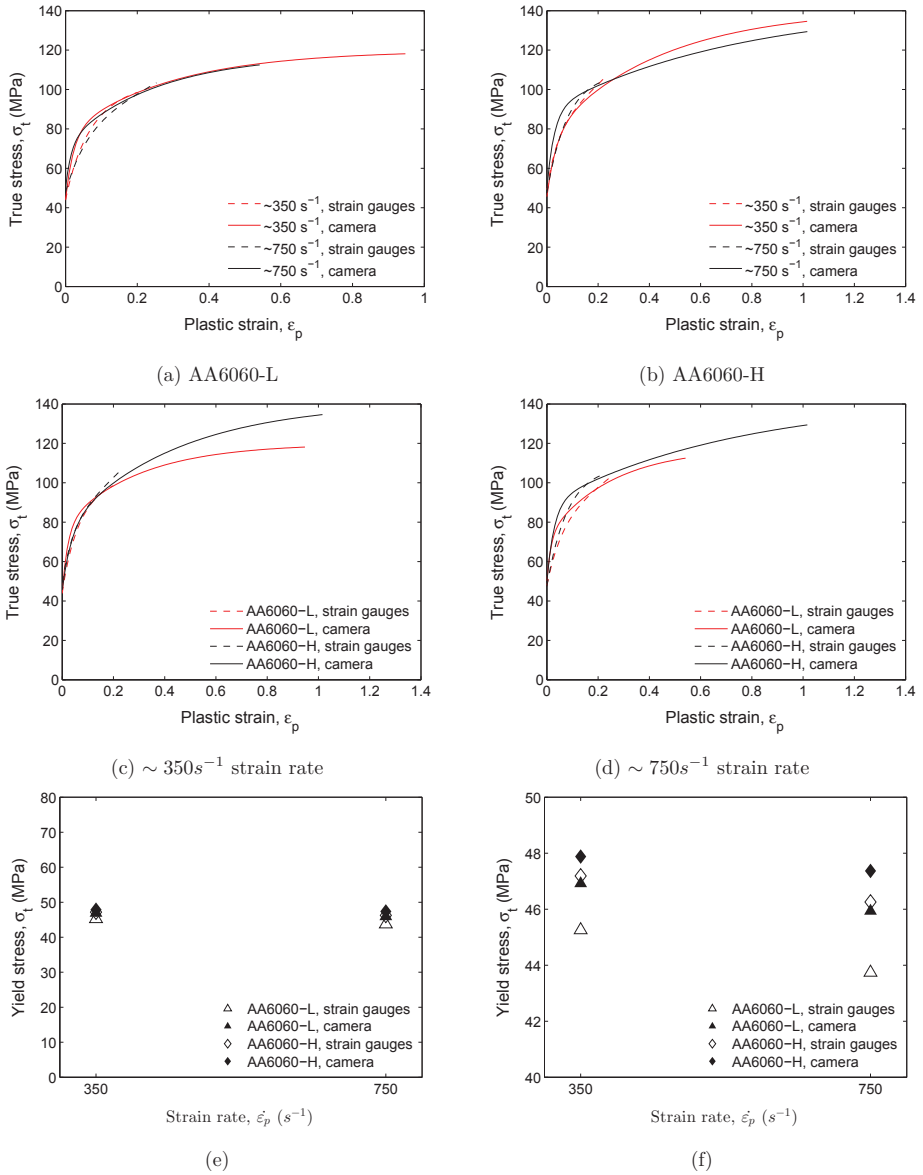 140
120
100
80
60
40
20
0
True stress, σt (MPa)
~350 s−1, strain gauges
~350 s−1, camera
~750 s−1, strain gauges
~750 s−1, camera
0 0.2 0.4 0.6 0.8 1
Plastic strain, εp
(a) AA6060-L
140
120
100
80
60
40
20
0
True stress, σt (MPa)
~350 s−1, strain gauges
~350 s−1, camera
~750 s−1, strain gauges
~750 s−1, camera
0 0.2 0.4 0.6 0.8 1 1.2 1.4
Plastic strain, εp
(b) AA6060-H
140
120
100
80
60
40
20
0
True stress, σt (MPa)
AA6060−L, strain gauges
AA6060−L, camera
AA6060−H, strain gauges
AA6060−H, camera
0 0.2 0.4 0.6 0.8 1 1.2 1.4
Plastic strain, εp
(c) ∼ 350s−1 strain rate
140
120
100
80
60
40
20
0
True stress, σt (MPa)
AA6060−L, strain gauges
AA6060−L, camera
AA6060−H, strain gauges
AA6060−H, camera
0 0.2 0.4 0.6 0.8 1 1.2 1.4
Plastic strain, εp
(d) ∼ 750s−1 strain rate
80
70
60
50
40
30
20
10
0
Yield stress, σt (MPa)
AA6060−L, strain gauges
AA6060−L, camera
AA6060−H, strain gauges
AA6060−H, camera
350 750
Strain rate, ε̇p (s−1)
(e)
50
48
46
44
42
40
Yield stress, σt (MPa)
AA6060−L, strain gauges
AA6060−L, camera
AA6060−H, strain gauges
AA6060−H, camera
350 750
Strain rate, ε̇p (s−1)
(f)